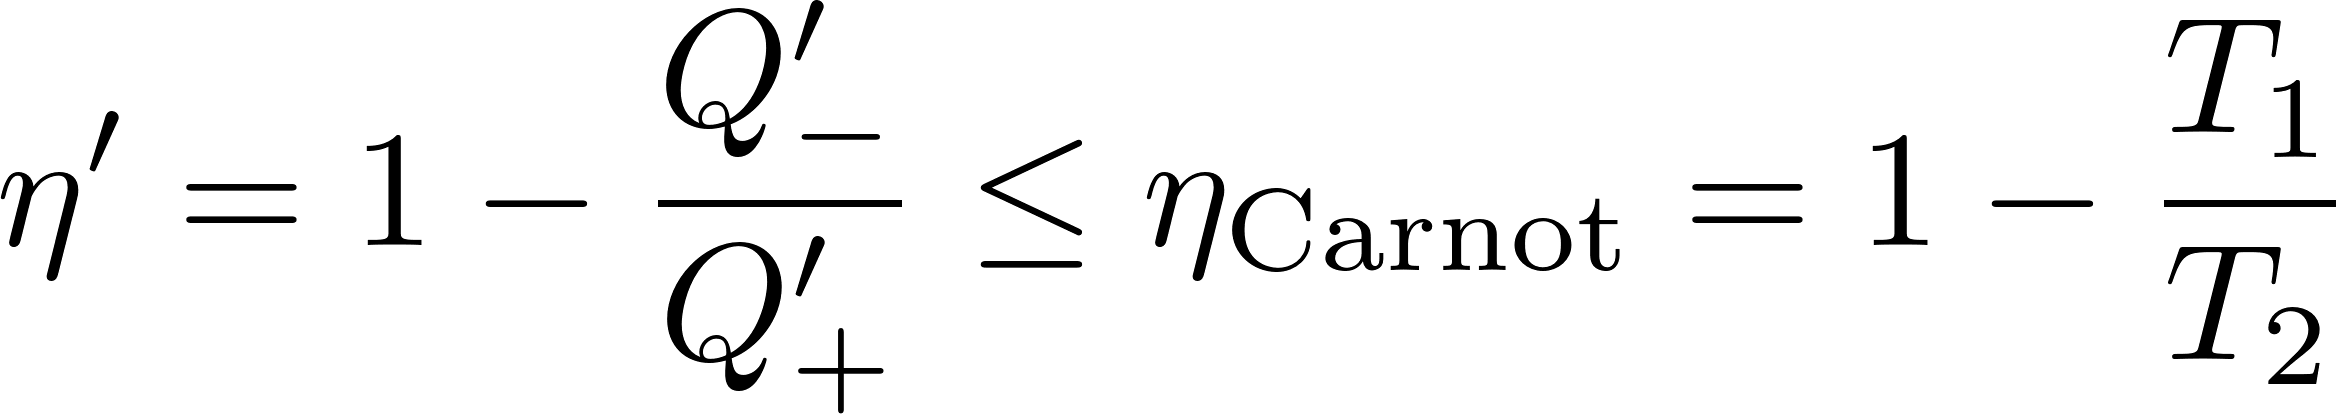 η′ = 1 − Q′₋ / Q′₊ ≤ η_Carnot = 1 − T₁ / T₂